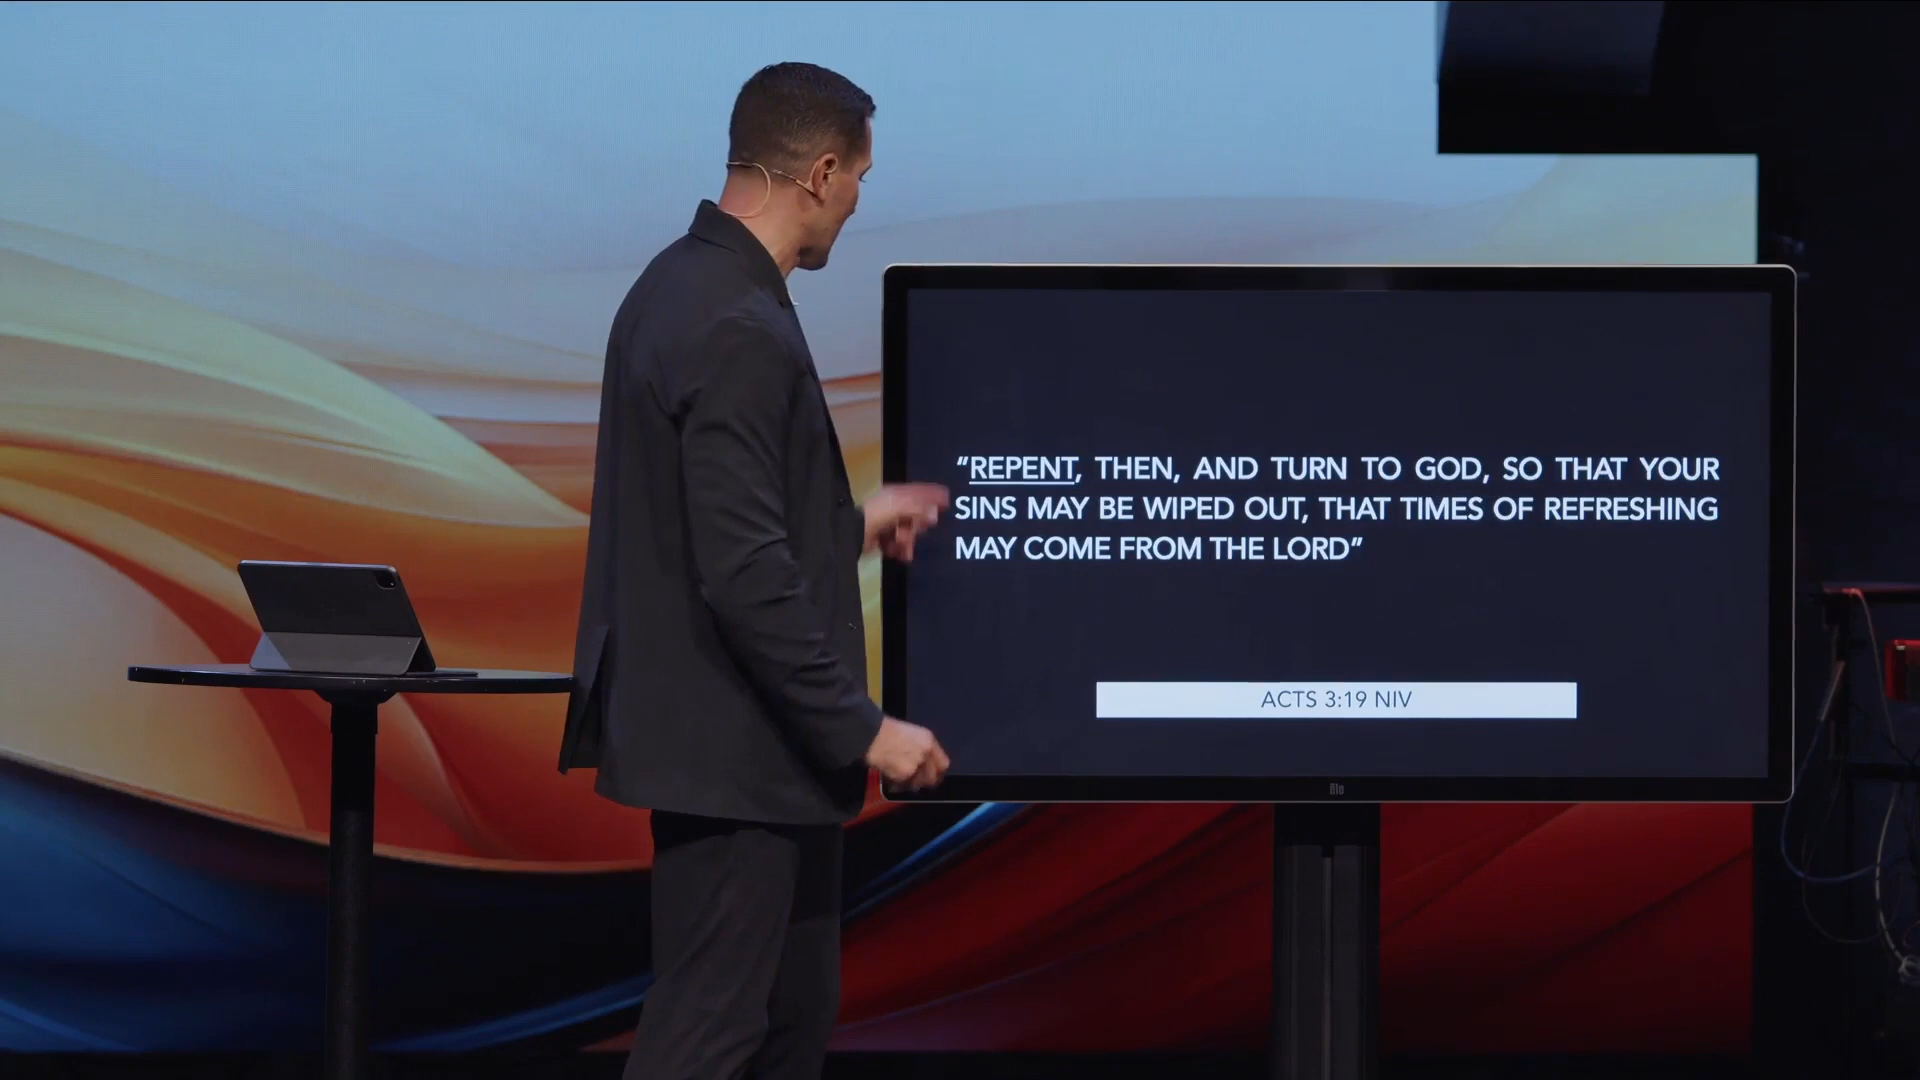 “REPENT, THEN, AND TURN TO GOD, SO THAT YOUR
SINS MAY BE WIPED OUT, THAT TIMES OF REFRESHING
MAY COME FROM THE LORD”
ACTS 3:19 NIV
elo